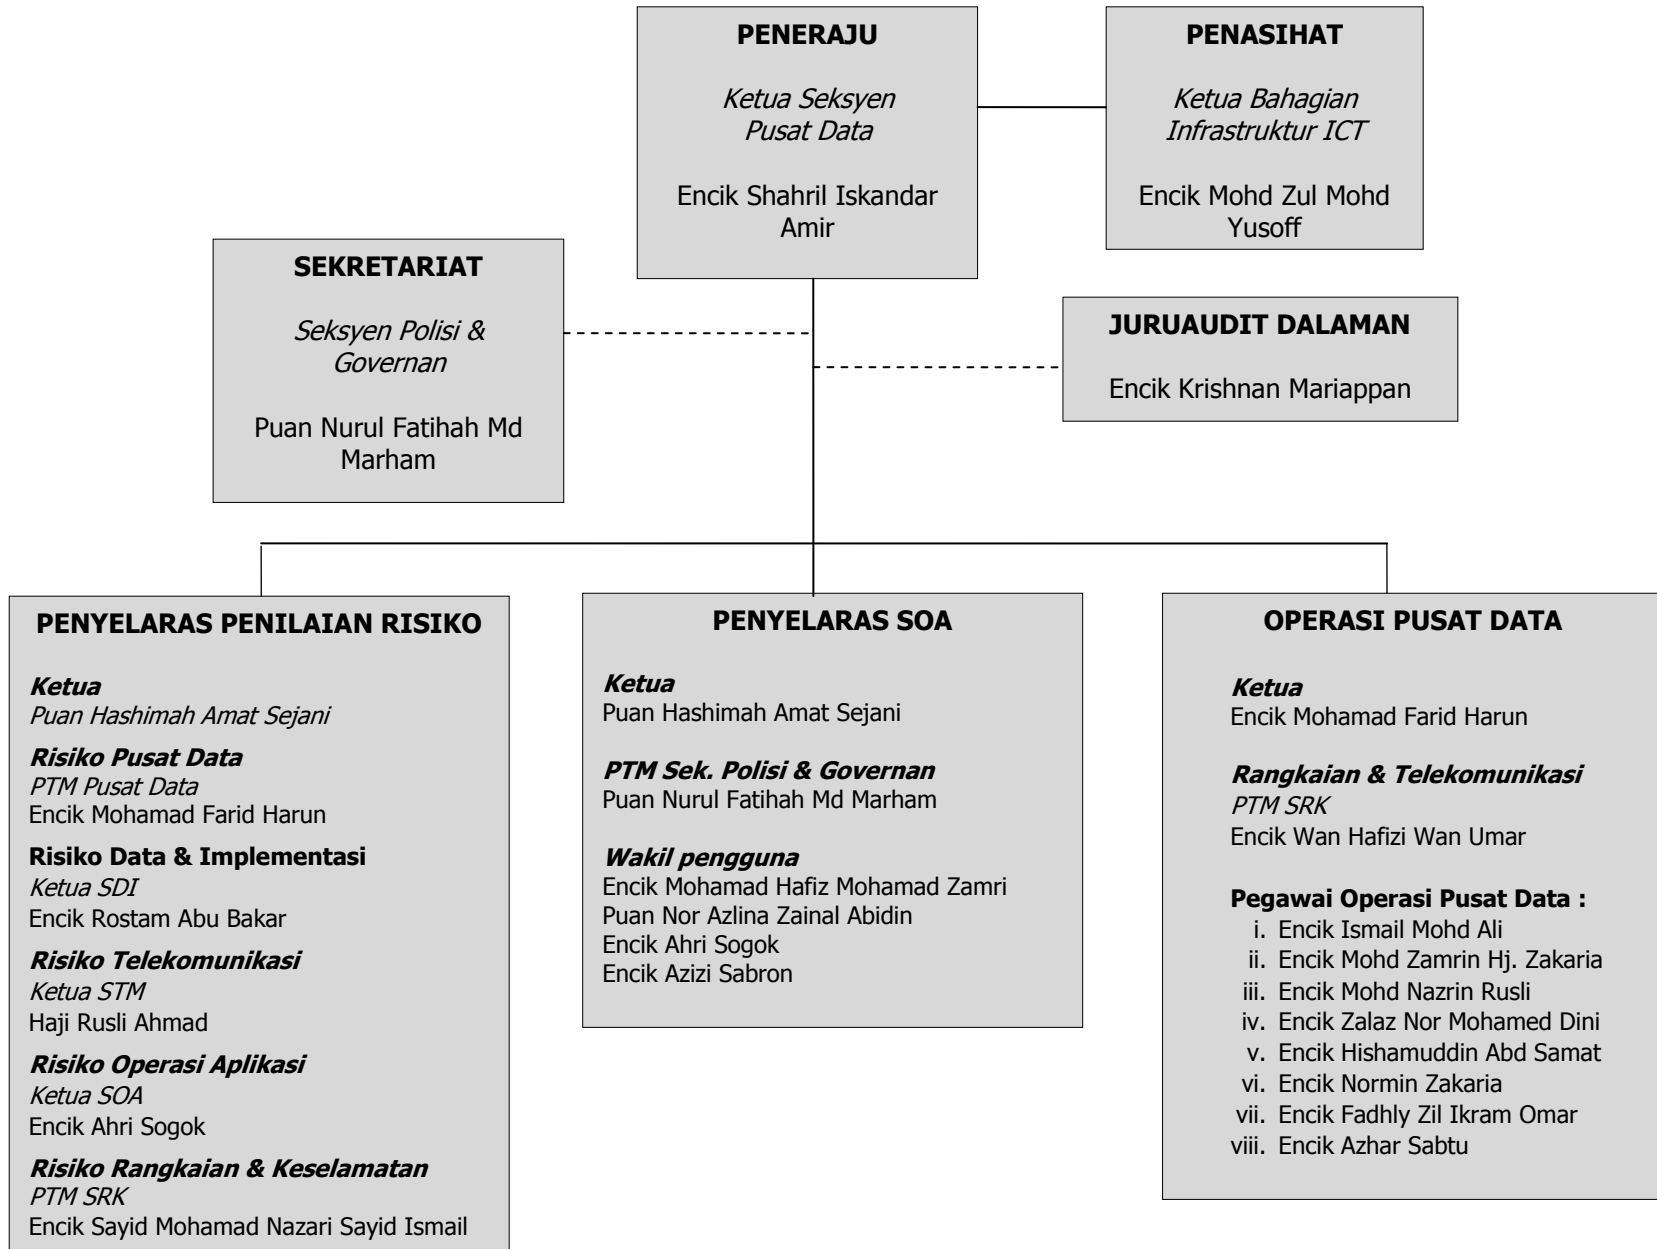 PENERAJU
Ketua Seksyen
Pusat Data
Encik Shahril Iskandar
Amir
PENASIHAT
Ketua Bahagian
Infrastruktur ICT
Encik Mohd Zul Mohd
Yusoff
SEKRETARIAT
Seksyen Polisi &
Governan
Puan Nurul Fatihah Md
Marham
JURUAUDIT DALAMAN
Encik Krishnan Mariappan
PENYELARAS PENILAIAN RISIKO
Ketua
Puan Hashimah Amat Sejani
Risiko Pusat Data
PTM Pusat Data
Encik Mohamad Farid Harun
Risiko Data & Implementasi
Ketua SDI
Encik Rostam Abu Bakar
Risiko Telekomunikasi
Ketua STM
Haji Rusli Ahmad
Risiko Operasi Aplikasi
Ketua SOA
Encik Ahri Sogok
Risiko Rangkaian & Keselamatan
PTM SRK
Encik Sayid Mohamad Nazari Sayid Ismail
PENYELARAS SOA
Ketua
Puan Hashimah Amat Sejani
PTM Sek. Polisi & Governan
Puan Nurul Fatihah Md Marham
Wakil pengguna
Encik Mohamad Hafiz Mohamad Zamri
Puan Nor Azlina Zainal Abidin
Encik Ahri Sogok
Encik Azizi Sabron
OPERASI PUSAT DATA
Ketua
Encik Mohamad Farid Harun
Rangkaian & Telekomunikasi
PTM SRK
Encik Wan Hafizi Wan Umar
Pegawai Operasi Pusat Data :
i. Encik Ismail Mohd Ali
ii. Encik Mohd Zamrin Hj. Zakaria
iii. Encik Mohd Nazrin Rusli
iv. Encik Zalaz Nor Mohamed Dini
v. Encik Hishamuddin Abd Samat
vi. Encik Normin Zakaria
vii. Encik Fadhly Zil Ikram Omar
viii. Encik Azhar Sabtu